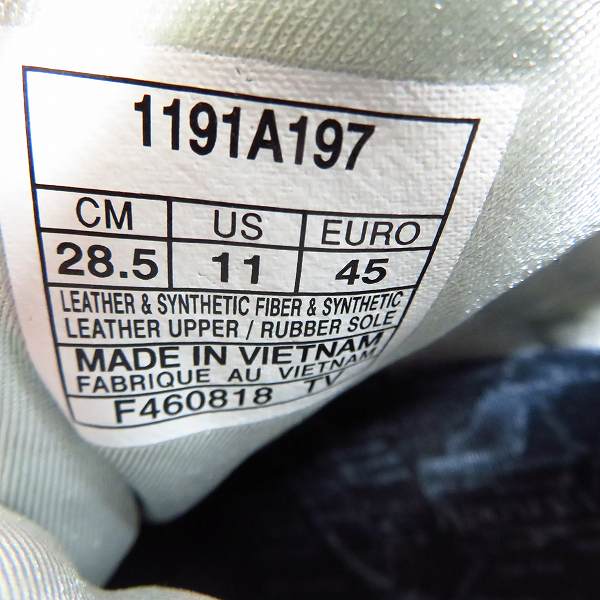 1191A197
CM US EURO
28.5 11 45
LEATHER & SYNTHETIC FIBER & SYNTHETIC
LEATHER UPPER / RUBBER SOLE
MADE IN VIETNAM
FABRIQUE AU VIETNAM
F460818 TV